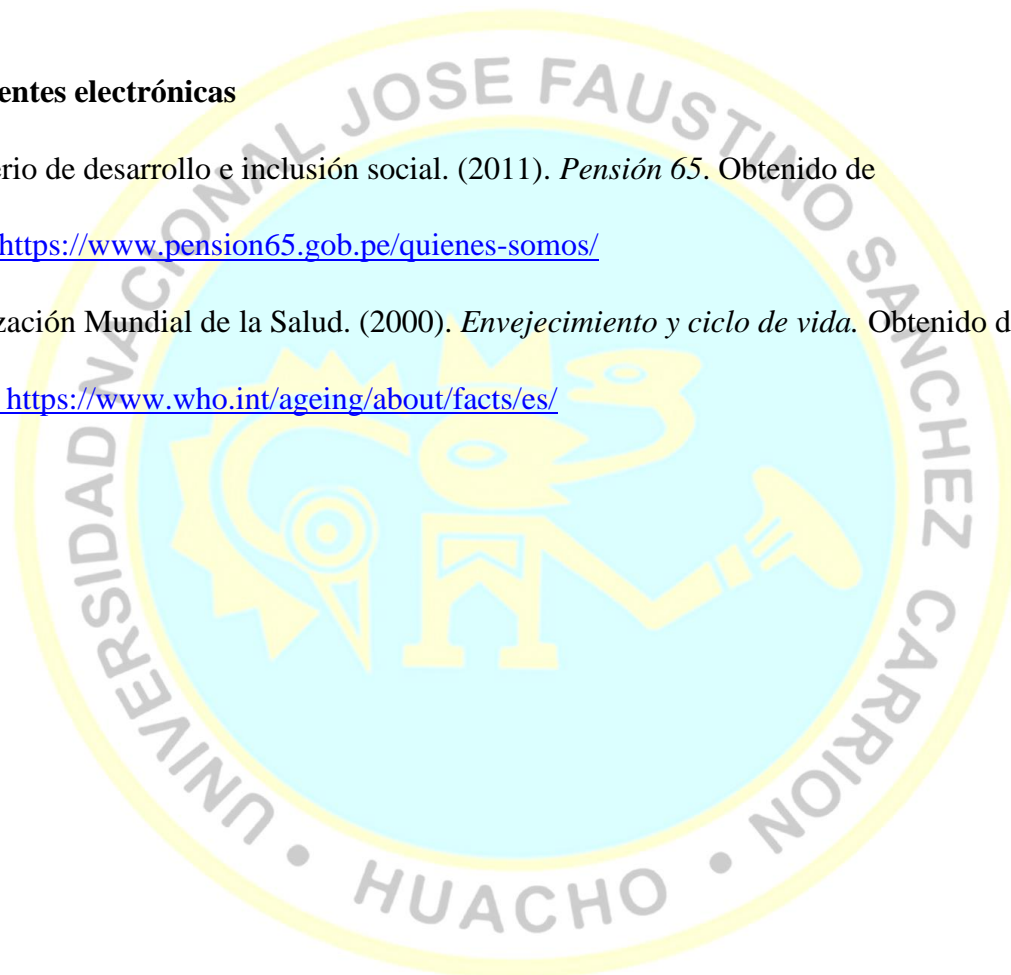 entes electrónicas
erio de desarrollo e inclusión social. (2011). Pensión 65. Obtenido de
https://www.pension65.gob.pe/quienes-somos/
zación Mundial de la Salud. (2000). Envejecimiento y ciclo de vida. Obtenido d
https://www.who.int/ageing/about/facts/es/
UNIVERSIDAD NACIONAL JOSE FAUSTINO SANCHEZ CARRION
• HUACHO •